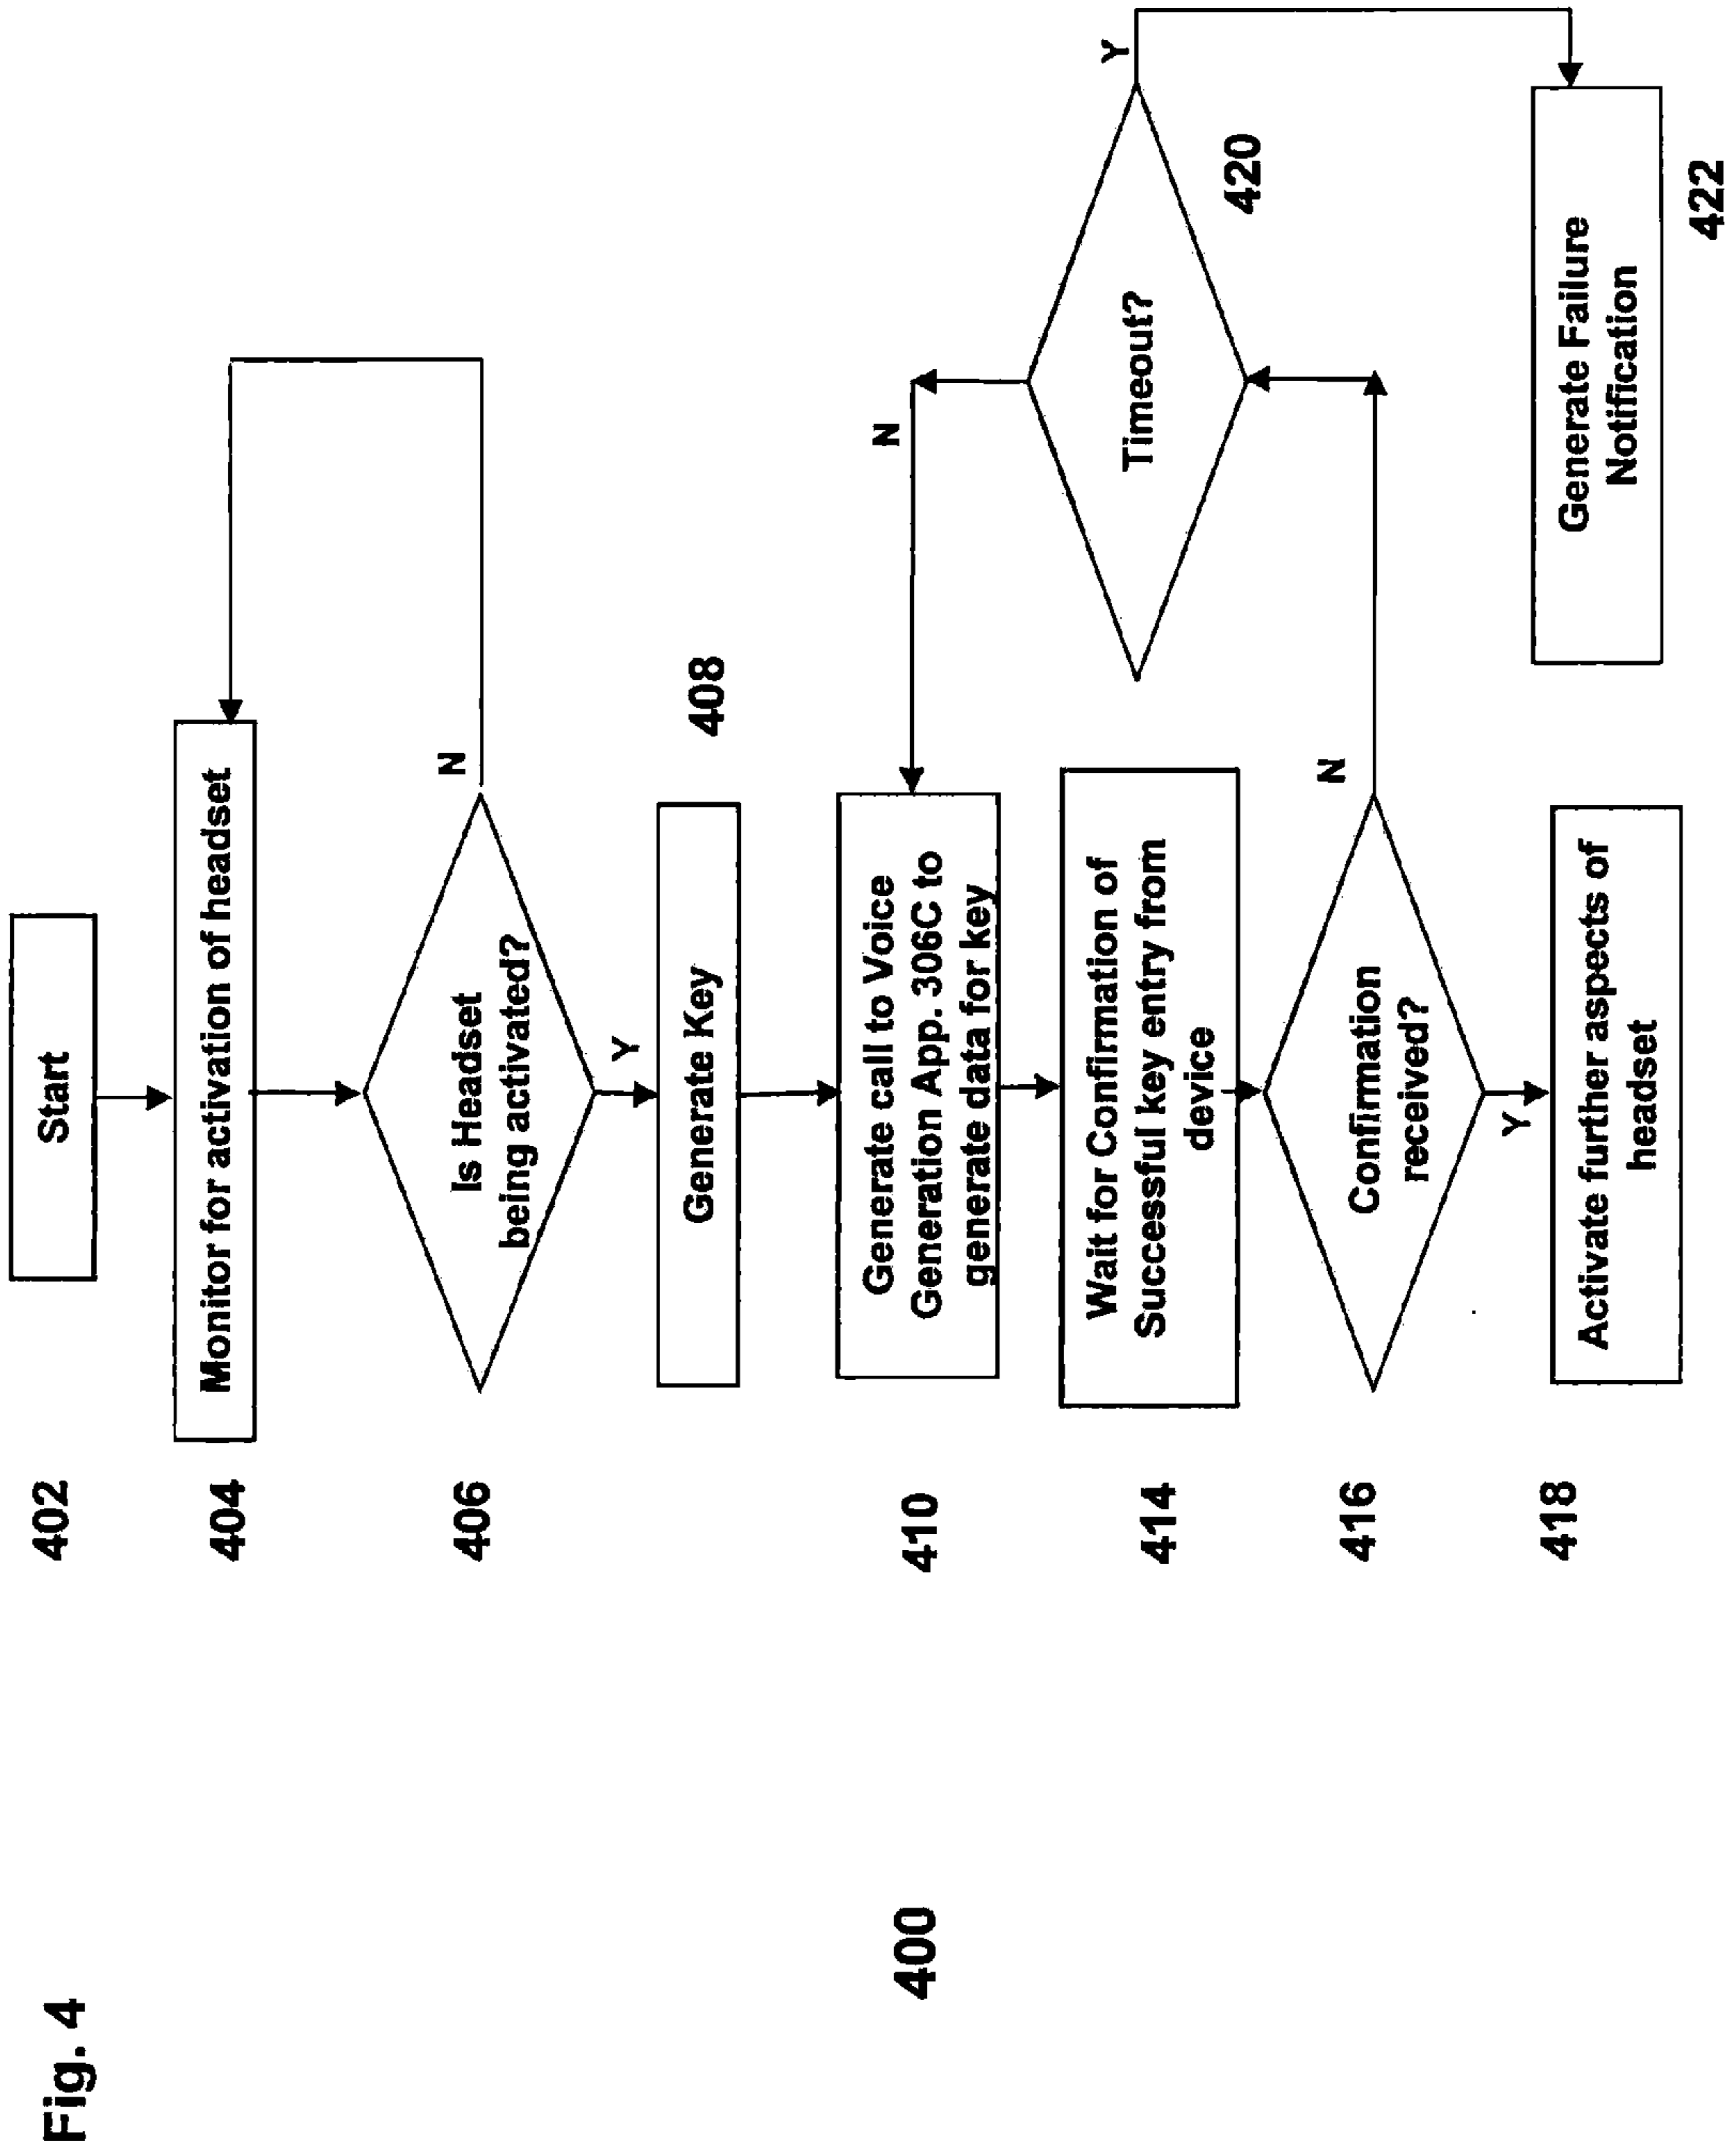 Fig. 4
400
402
Start
404
Monitor for activation of headset
406
Is Headset
being activated?
N
Y
408
Generate Key
410
Generate call to Voice
Generation App. 306C to
generate data for key
N
414
Wait for Confirmation of
Successful key entry from
device
Timeout?
Y
420
416
Confirmation
received?
N
Y
418
Activate further aspects of
headset
Generate Failure
Notification
422